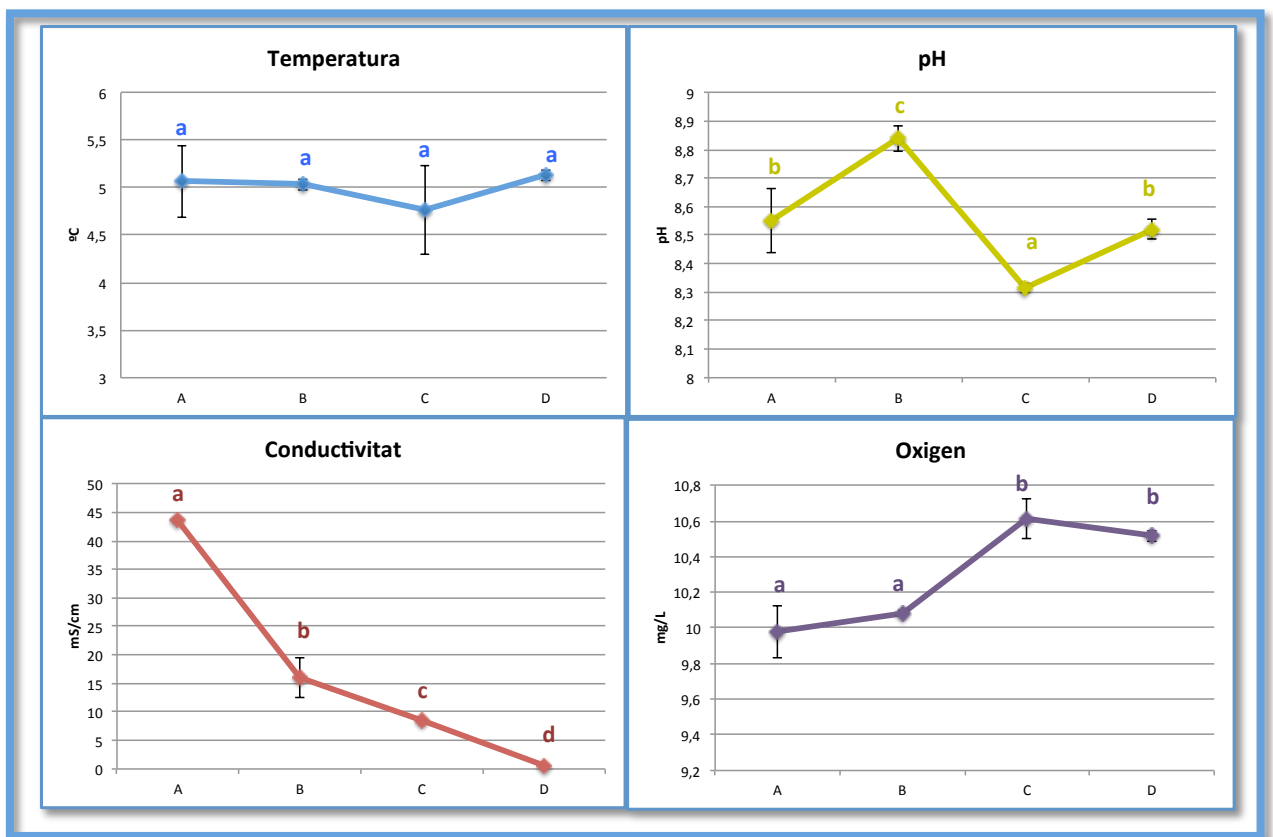 Temperatura
6
5,5
5
4,5
4
3,5
3
ºC
a a a a
A B C D
pH
9
8,9
8,8
8,7
8,6
8,5
8,4
8,3
8,2
8,1
8
pH
b c a b
A B C D
Conductivitat
50
45
40
35
30
25
20
15
10
5
0
mS/cm
a b c d
A B C D
Oxigen
10,8
10,6
10,4
10,2
10
9,8
9,6
9,4
9,2
mg/L
a a b b
A B C D